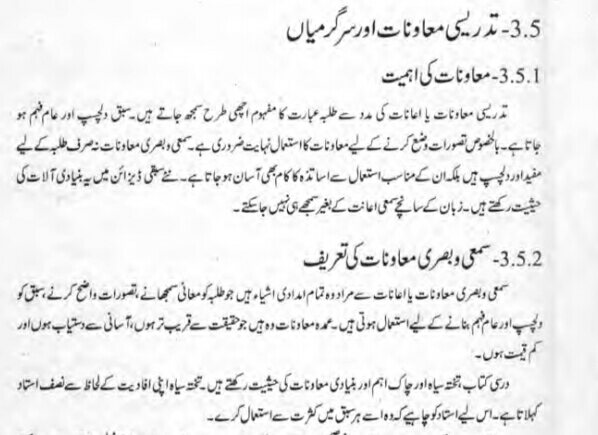 3.5- تدریسی معاونات اور سرگرمیاں
3.5.1- معاونات کی اہمیت
تدریسی معاونات یا اعانات کی مدد سے طلبہ عبارت کا مفہوم اچھی طرح سمجھ جاتے ہیں۔ سبق دلچسپ اور عام فہم ہو
جاتا ہے۔ بالخصوص تصورات وضع کرنے کے لیے معاونات کا استعمال نہایت ضروری ہے۔ سمعی و بصری معاونات نہ صرف طلبہ کے لیے
مفید اور دلچسپ ہیں بلکہ ان کے مناسب استعمال سے اساتذہ کا کام بھی آسان ہو جاتا ہے۔ نئے سبقی ڈیزائن میں یہ بنیادی آلات کی
حیثیت رکھتے ہیں۔ زبان کے سانچے سمعی اعانت کے بغیر سمجھے ہی نہیں جا سکتے۔
3.5.2- سمعی و بصری معاونات کی تعریف
سمعی و بصری معاونات یا اعانات سے مراد وہ تمام امدادی اشیاء ہیں جو طلبہ کو معانی سمجھانے، تصورات واضح کرنے، سبق کو
دلچسپ اور عام فہم بنانے کے لیے استعمال ہوتی ہیں۔ عمدہ معاونات وہ ہیں جو حقیقت سے قریب تر ہوں، آسانی سے دستیاب ہوں اور
کم قیمت ہوں۔
درسی کتاب، تختہ سیاہ اور چاک اہم اور بنیادی معاونات کی حیثیت رکھتے ہیں۔ تختہ سیاہ اپنی افادیت کے لحاظ سے نصف استاد
کہلاتا ہے۔ اس لیے استاد کو چاہیے کہ وہ اسے ہر سبق میں کثرت سے استعمال کرے۔